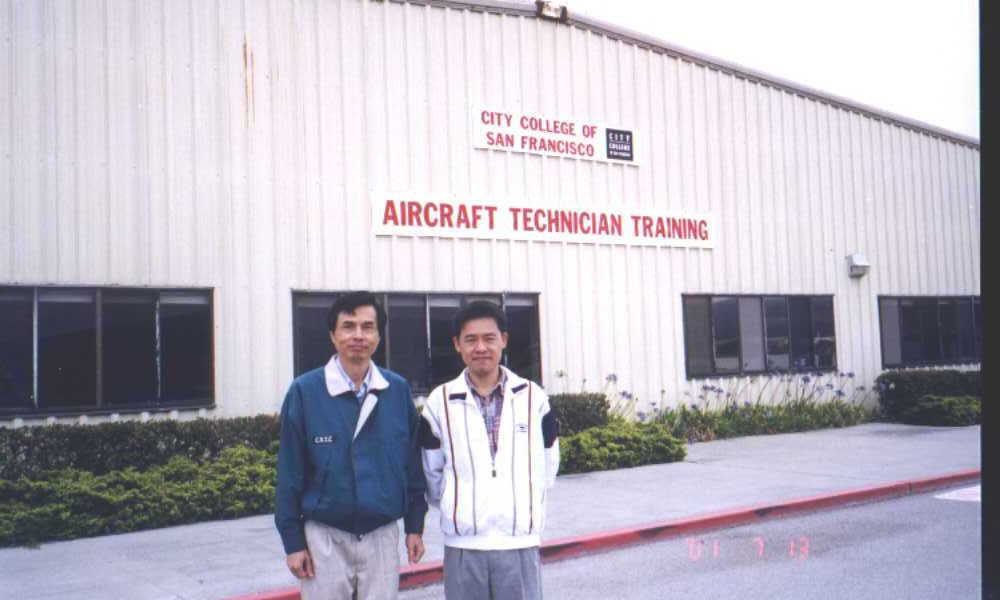 CITY COLLEGE OF
SAN FRANCISCO
CITY
COLLEGE
AIRCRAFT TECHNICIAN TRAINING
'01 7 13